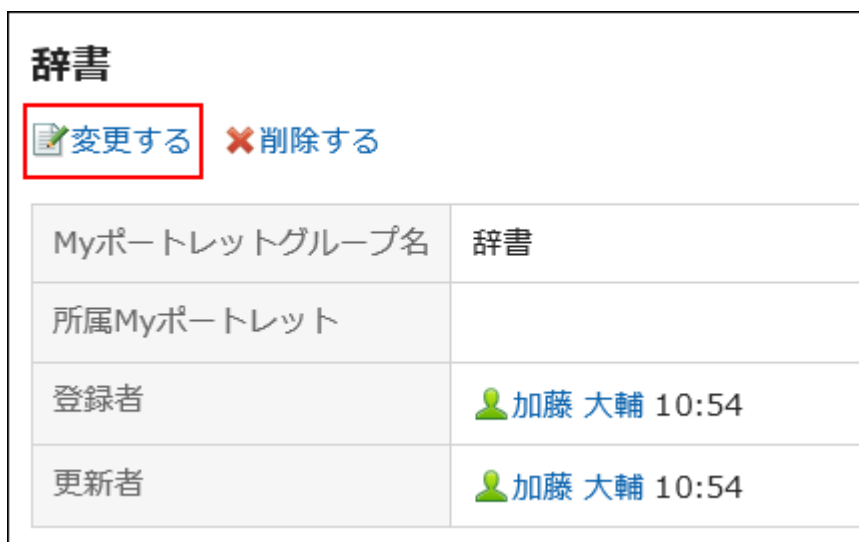 辞書
変更する 削除する
Myポートレットグループ名 辞書
所属Myポートレット
登録者 加藤 大輔 10:54
更新者 加藤 大輔 10:54